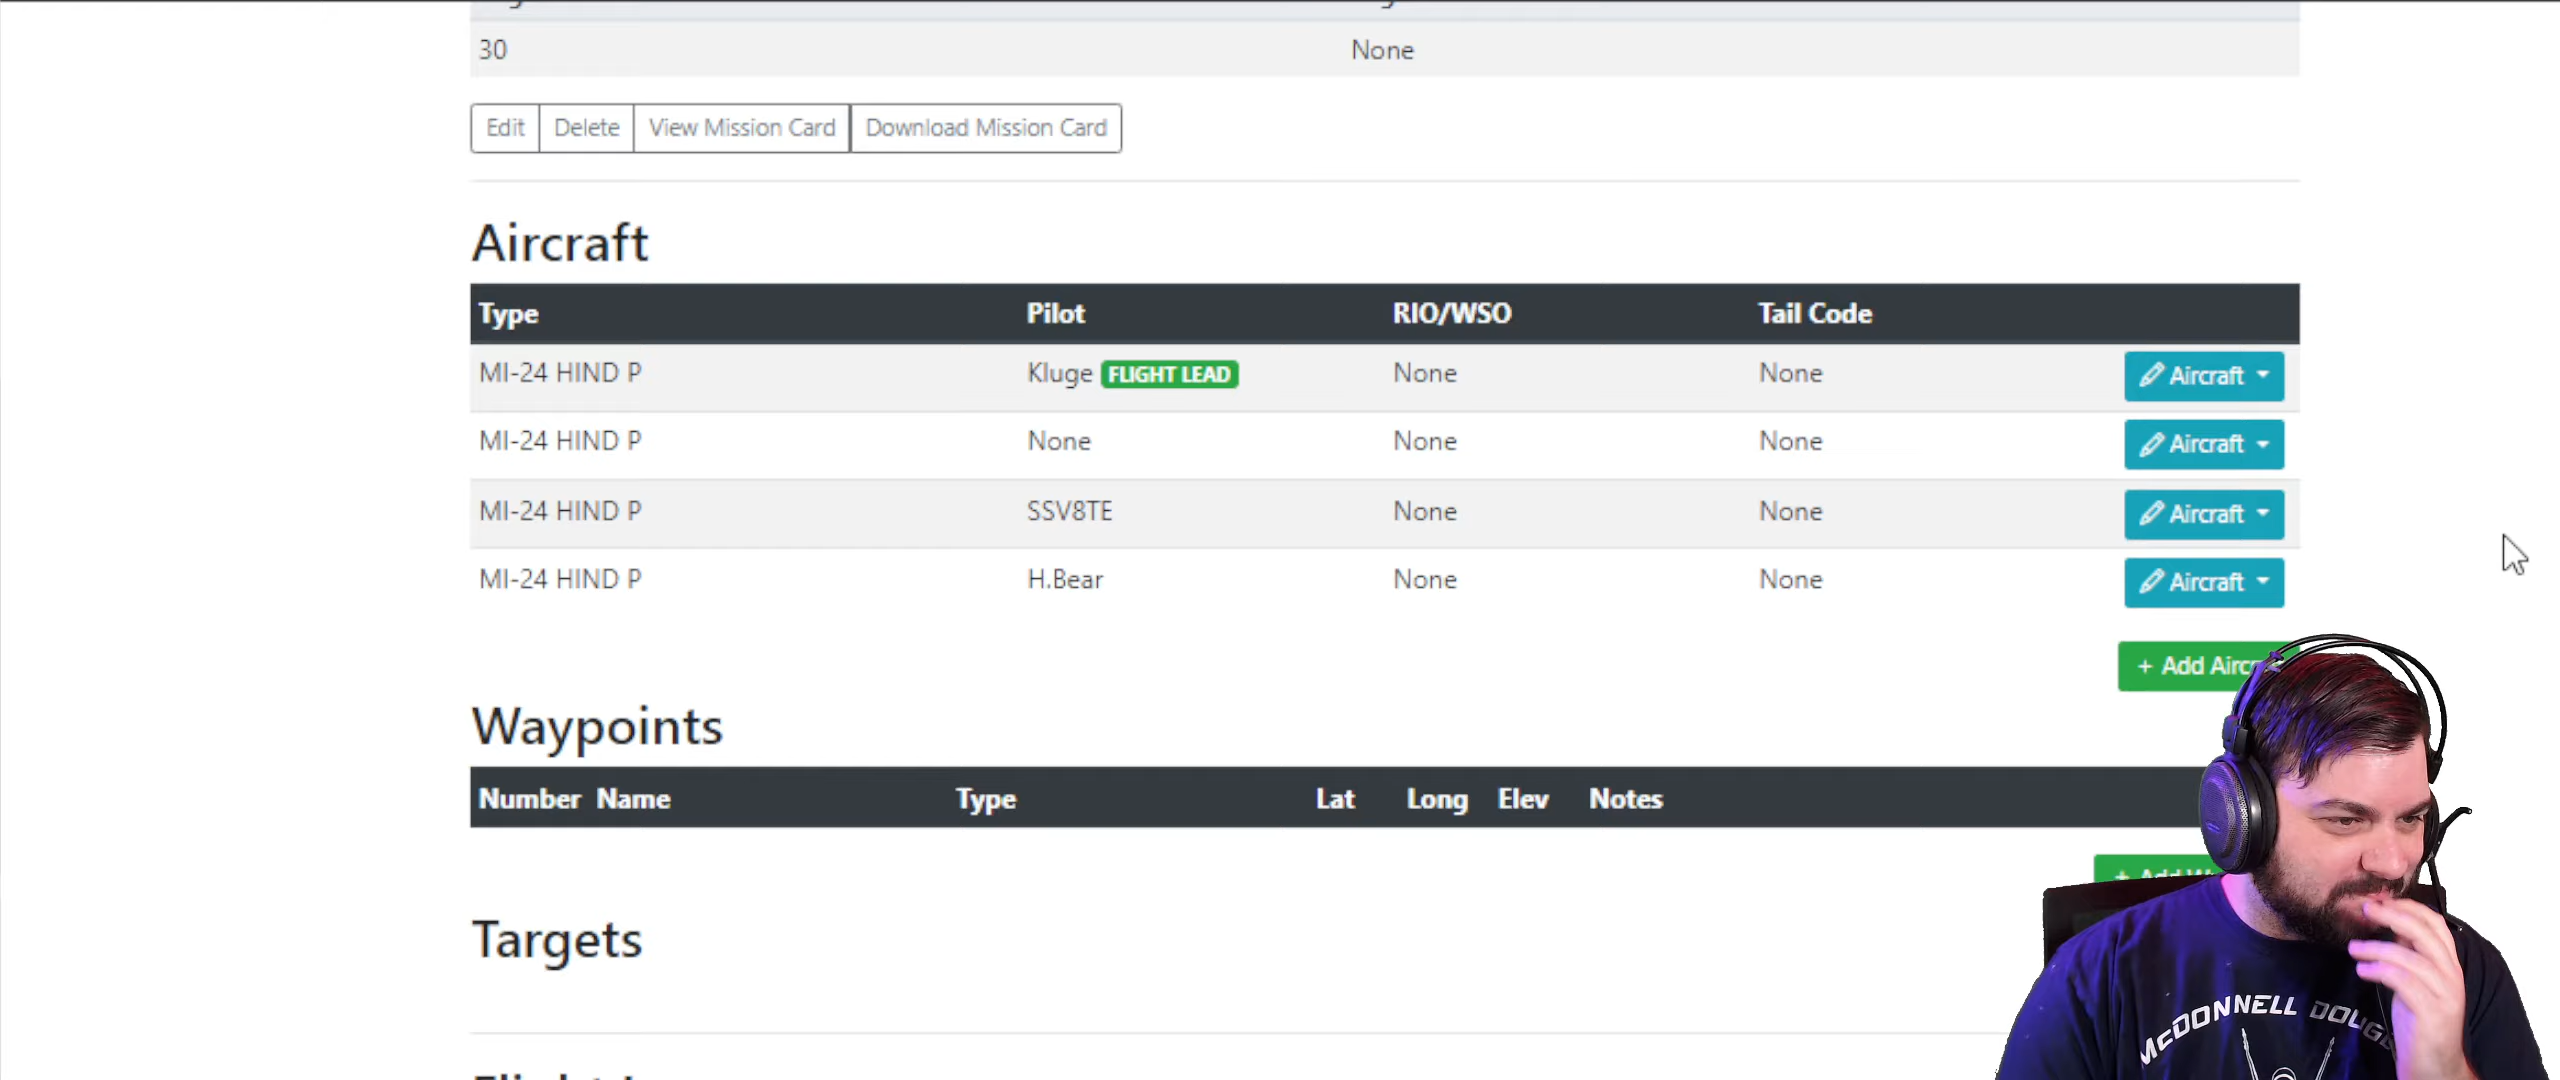 30 None
Edit Delete View Mission Card Download Mission Card
Aircraft
Type Pilot RIO/WSO Tail Code
MI-24 HIND P Kluge FLIGHT LEAD None None Aircraft
MI-24 HIND P None None None Aircraft
MI-24 HIND P SSV8TE None None Aircraft
MI-24 HIND P H.Bear None None Aircraft
+ Add
Waypoints
Number Name Type Lat Long Elev Notes
+ Add
Targets
MCDONNELL